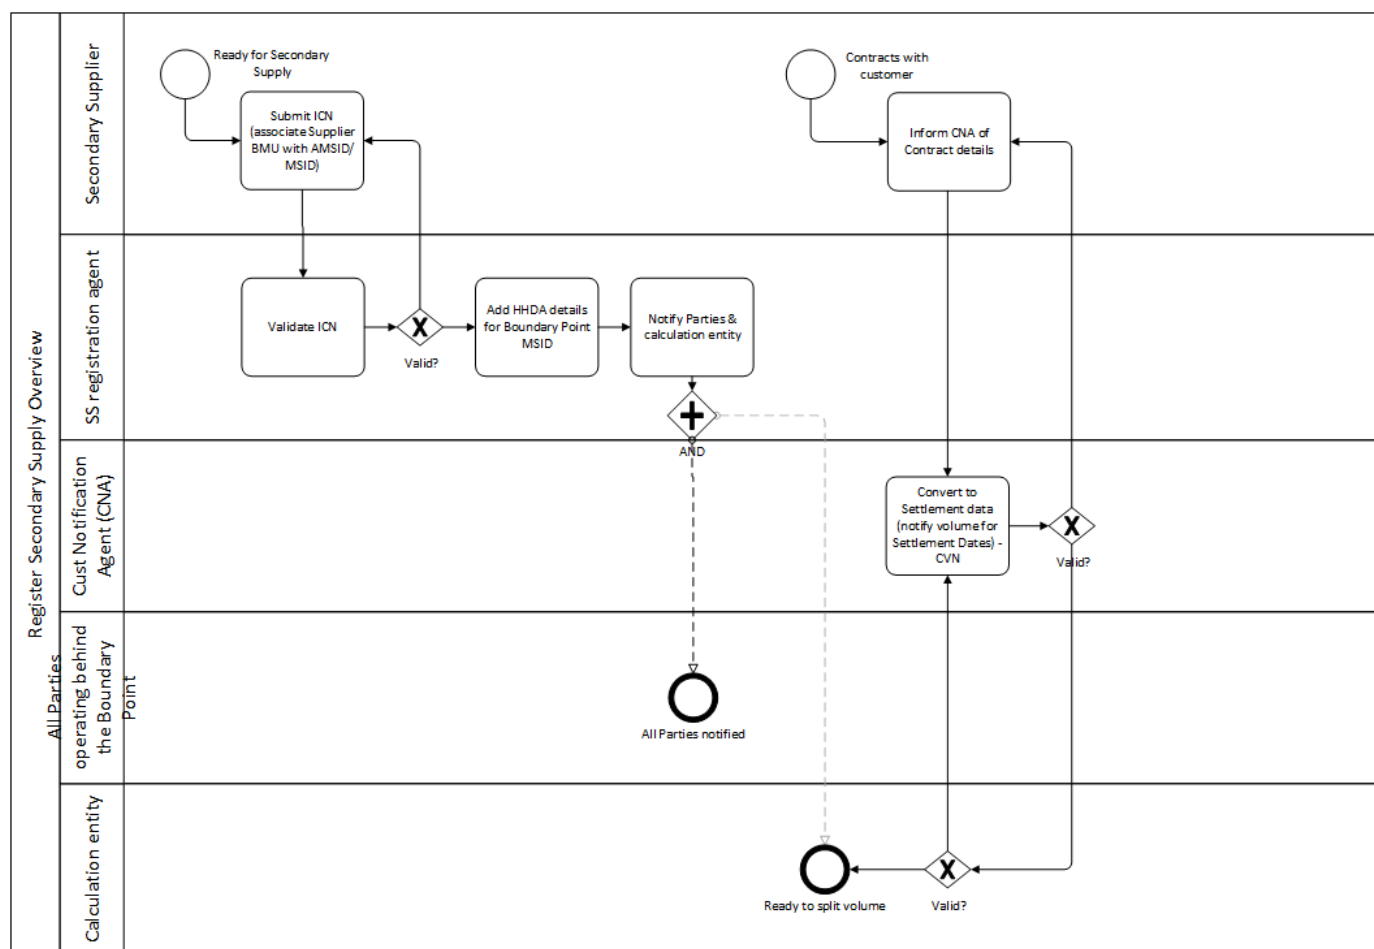 Register Secondary Supply Overview
Secondary Supplier
Ready for Secondary
Supply
Submit ICN
(associate Supplier
BMU with AMSID/
MSID)
Contracts with
customer
Inform CNA of
Contract details
SS registration agent
Validate ICN
X
Valid?
Add HHDA details
for Boundary Point
MSID
Notify Parties &
calculation entity
AND
Cust Notification
Agent (CNA)
Convert to
Settlement data
(notify volume for
Settlement Dates) -
CVN
X
Valid?
All Parties
operating behind
the Boundary
Point
All Parties notified
Calculation entity
Ready to split volume
X
Valid?